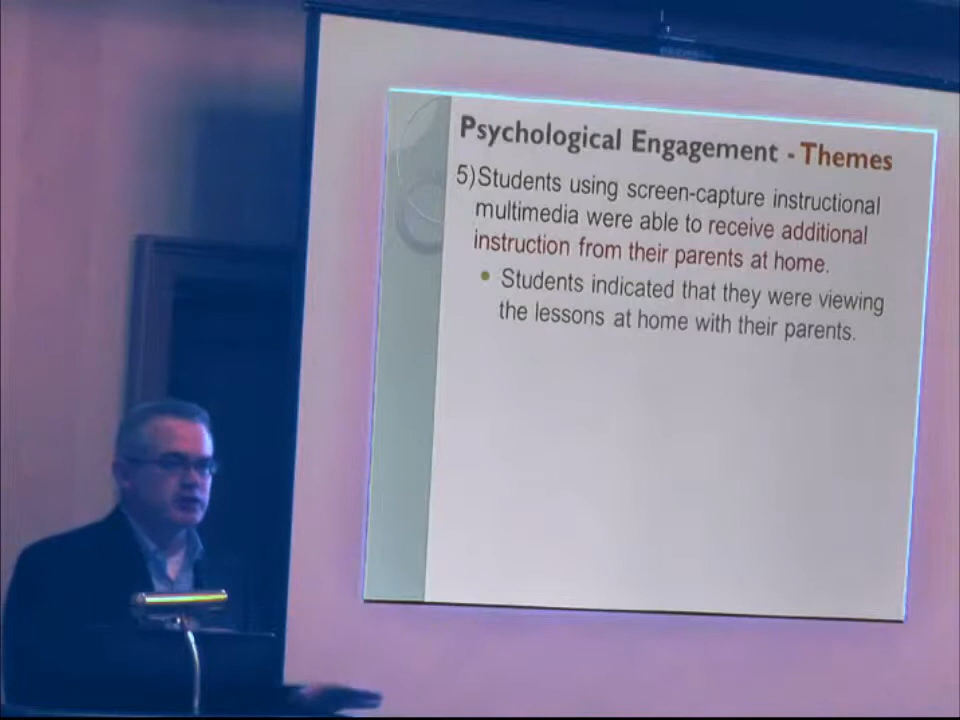 Psychological Engagement - Themes
5)Students using screen-capture instructional
multimedia were able to receive additional
instruction from their parents at home.
• Students indicated that they were viewing
the lessons at home with their parents.